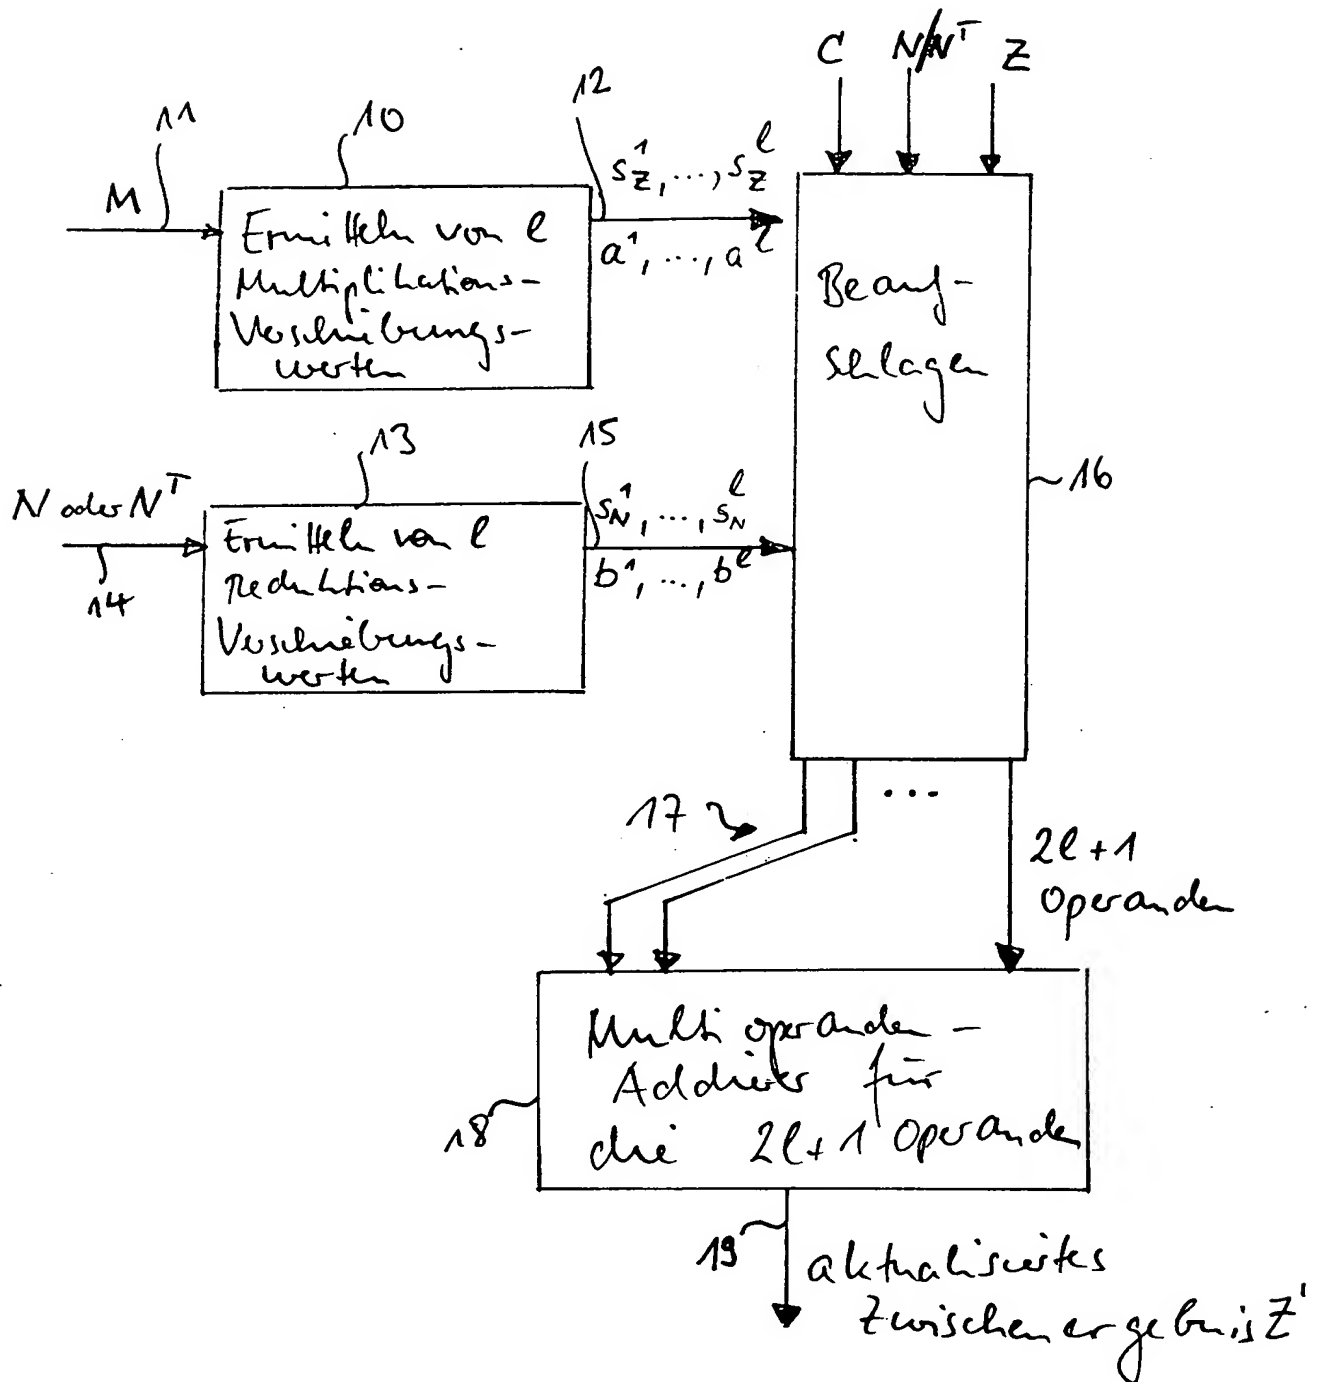 C N/N^T Z
12
11
10
s_Z^1, ..., s_Z^l
M
a^1, ..., a^l
Ermitteln von l
Multiplikations-
Verschiebungs-
werten
Beauf-
schlagen
13
15
16
N oder N^T
s_N^1, ..., s_N^l
b^1, ..., b^l
14
Ermitteln von l
Reduktions-
Verschiebungs-
werten
...
17
2l+1
Operanden
Multioperanden-
Addierer für
die 2l+1 Operanden
18
19
aktualisiertes
Zwischenergebnis Z'